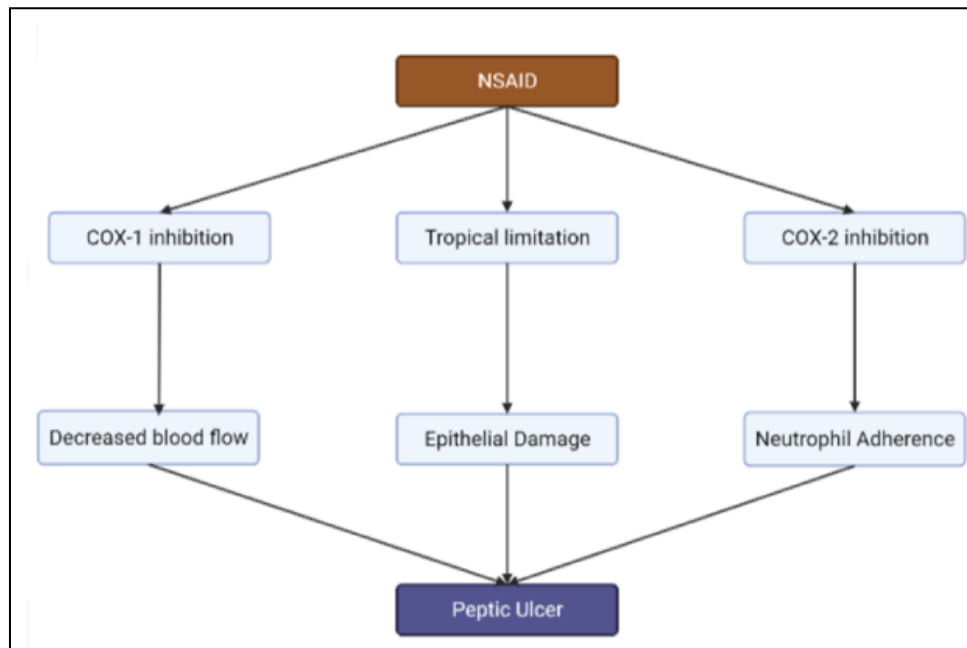 NSAID
COX-1 inhibition
Tropical limitation
COX-2 inhibition
Decreased blood flow
Epithelial Damage
Neutrophil Adherence
Peptic Ulcer